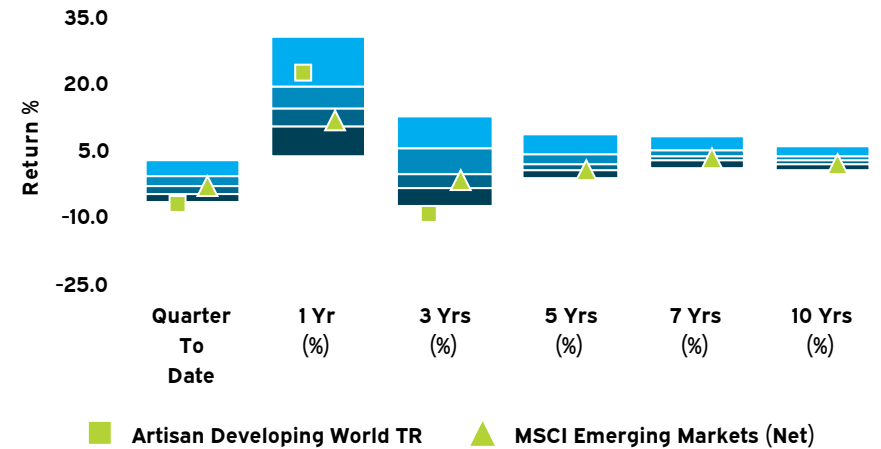 35.0
20.0
5.0
-10.0
-25.0
Return %
Quarter
To
Date
1 Yr
(%)
3 Yrs
(%)
5 Yrs
(%)
7 Yrs
(%)
10 Yrs
(%)
Artisan Developing World TR
MSCI Emerging Markets (Net)